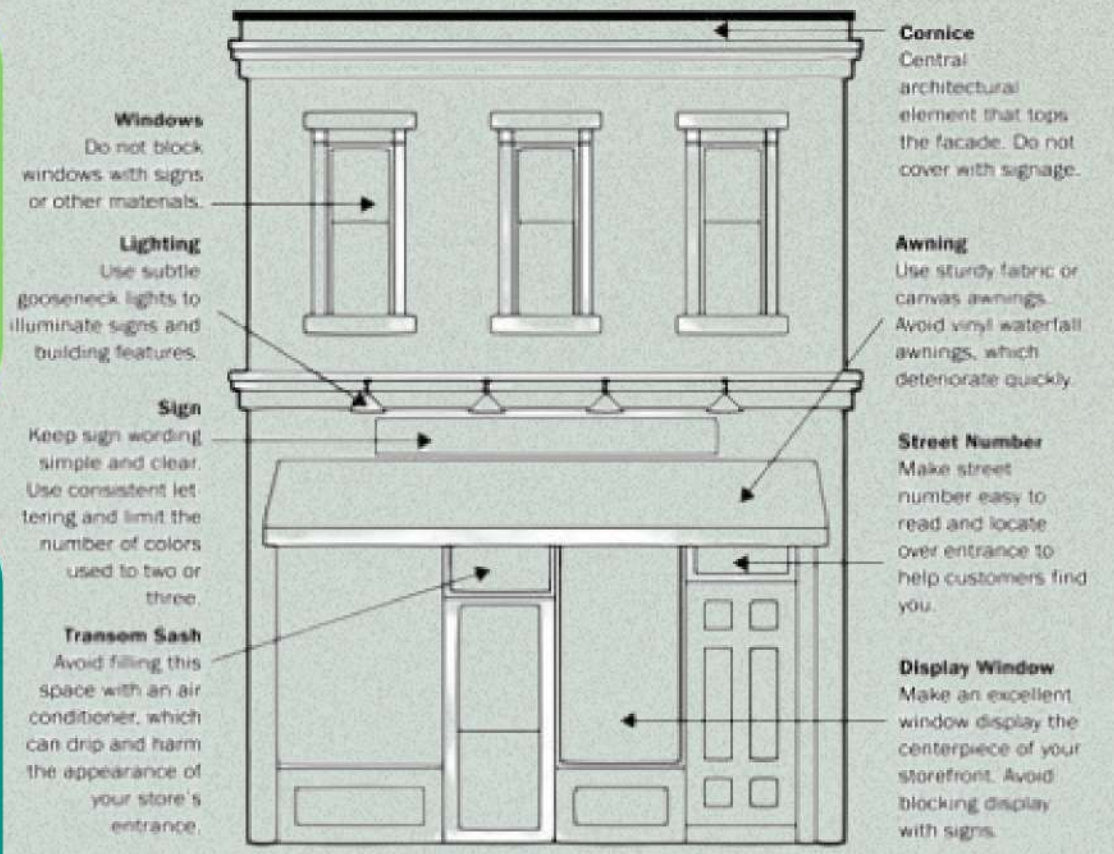 Windows
Do not block
windows with signs
or other materials.
Lighting
Use subtle
gooseneck lights to
illuminate signs and
building features.
Sign
Keep sign wording
simple and clear.
Use consistent let
tering and limit the
number of colors
used to two or
three.
Transom Sash
Avoid filling this
space with an air
conditioner, which
can drip and harm
the appearance of
your store's
entrance.
Cornice
Central
architectural
element that tops
the facade. Do not
cover with signage.
Awning
Use sturdy fabric or
canvas awnings.
Avoid vinyl waterfall
awnings, which
deteriorate quickly.
Street Number
Make street
number easy to
read and locate
over entrance to
help customers find
you.
Display Window
Make an excellent
window display the
centerpiece of your
storefront. Avoid
blocking display
with signs.